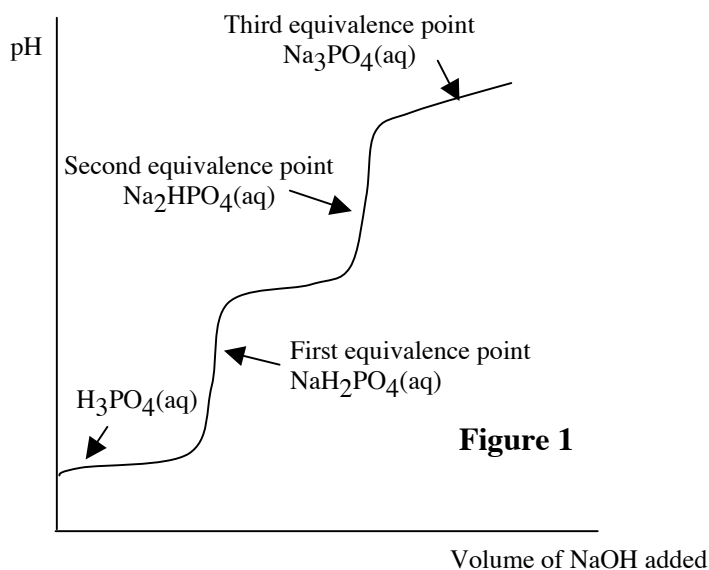 Third equivalence point
pH
Na3PO4(aq)
Second equivalence point
Na2HPO4(aq)
First equivalence point
NaH2PO4(aq)
H3PO4(aq)
Figure 1
Volume of NaOH added